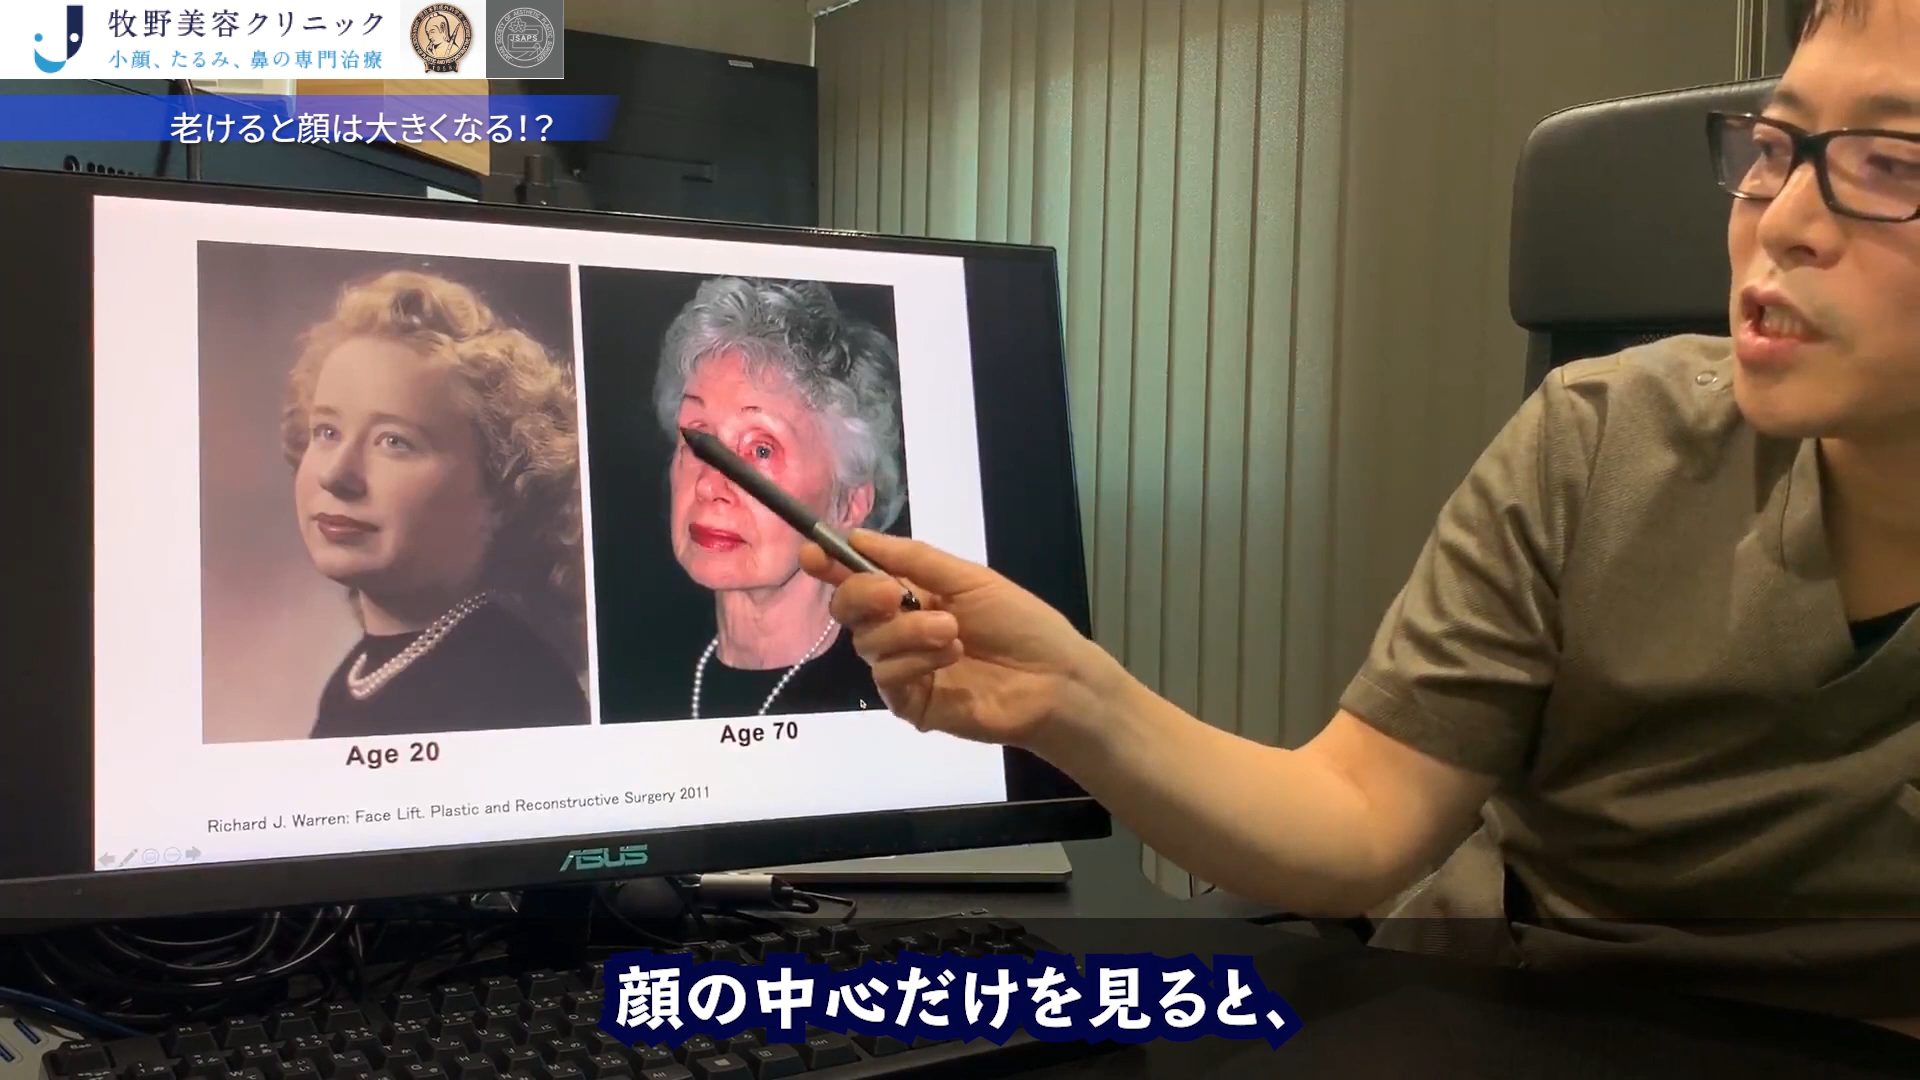 牧野美容クリニック
小顔、たるみ、鼻の専門治療
JSAPS
老けると顔は大きくなる!?
Age 20
Age 70
Richard J. Warren: Face Lift. Plastic and Reconstructive Surgery 2011
ASUS
顔の中心だけを見ると、